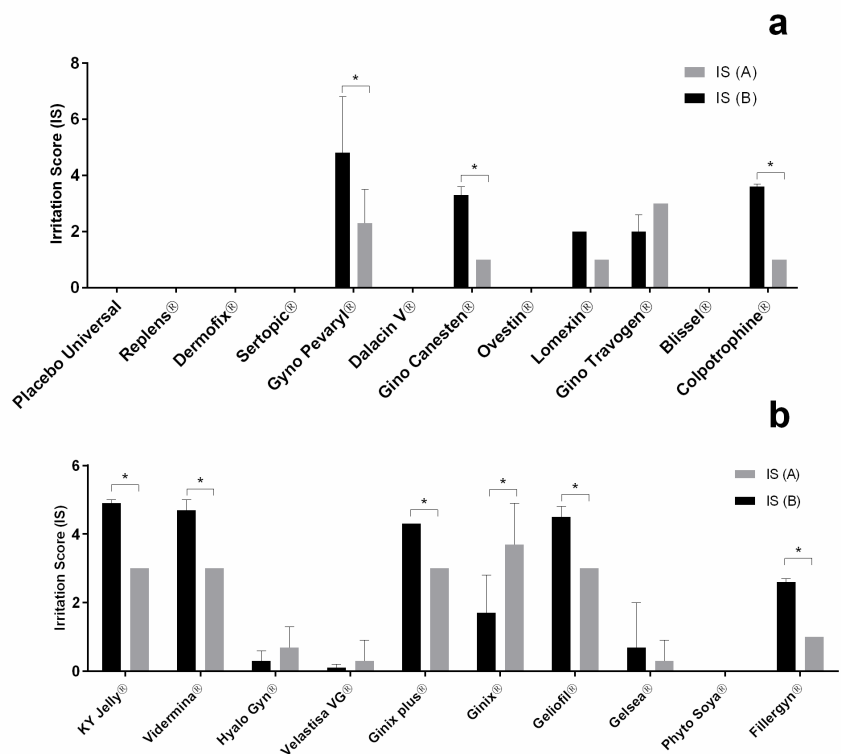 a
8
6
4
2
0
Irritation Score (IS)
IS (A)
IS (B)
*
*
*
Placebo Universal
Replens®
Dermofix®
Sertopic®
Gyno Pevaryl®
Dalacin V®
Gino Canesten®
Ovestin®
Lomexin®
Gino Travogen®
Blissel®
Colpotrophine®
b
6
4
2
0
Irritation Score (IS)
IS (A)
IS (B)
*
*
*
*
*
*
KY Jelly®
Vidermina®
Hyalo Gyn®
Velastisa VG®
Ginix plus®
Ginix®
Geliofil®
Gelsea®
Phyto Soya®
Fillergyn®